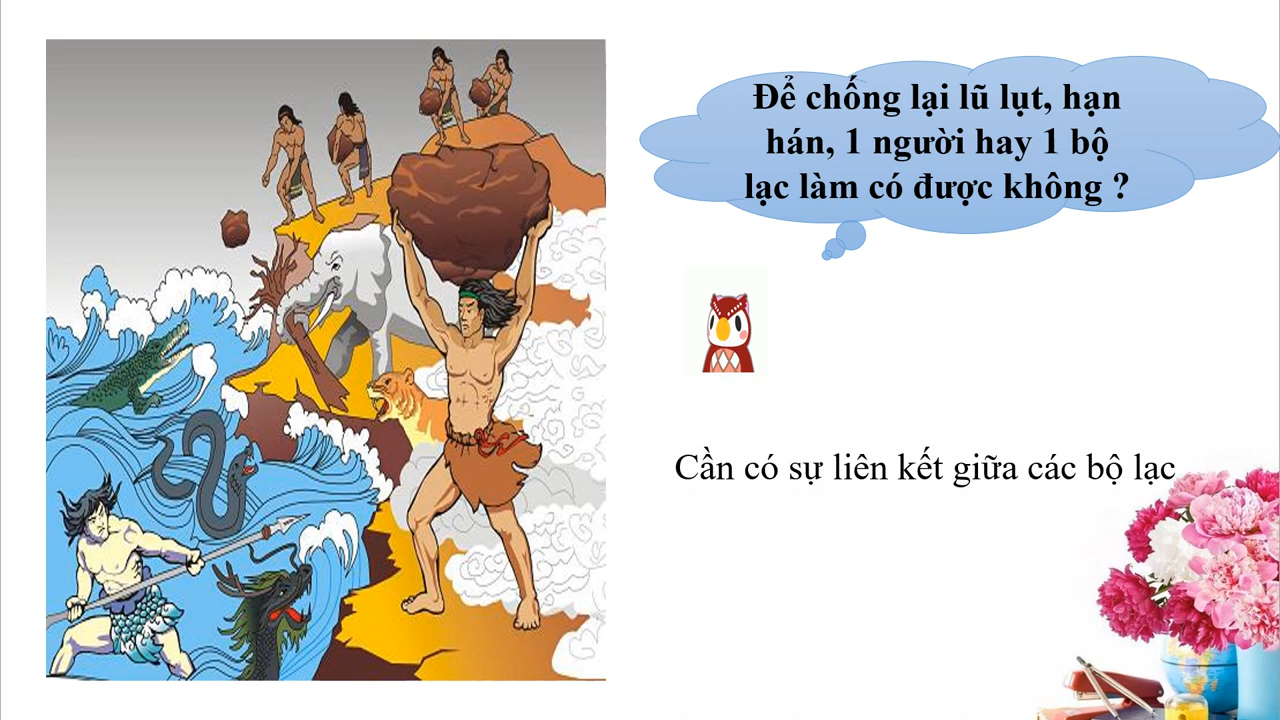 Để chống lại lũ lụt, hạn
hán, 1 người hay 1 bộ
lạc làm có được không ?
Cần có sự liên kết giữa các bộ lạc